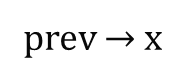 prev → x